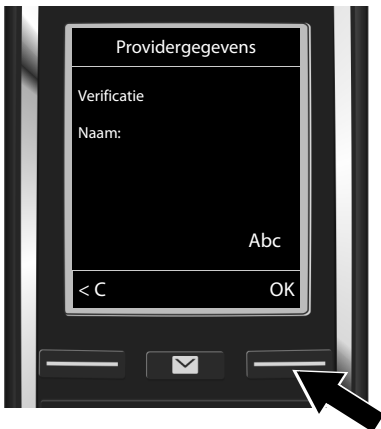 Providergegevens
Verificatie
Naam:
Abc
< C
OK